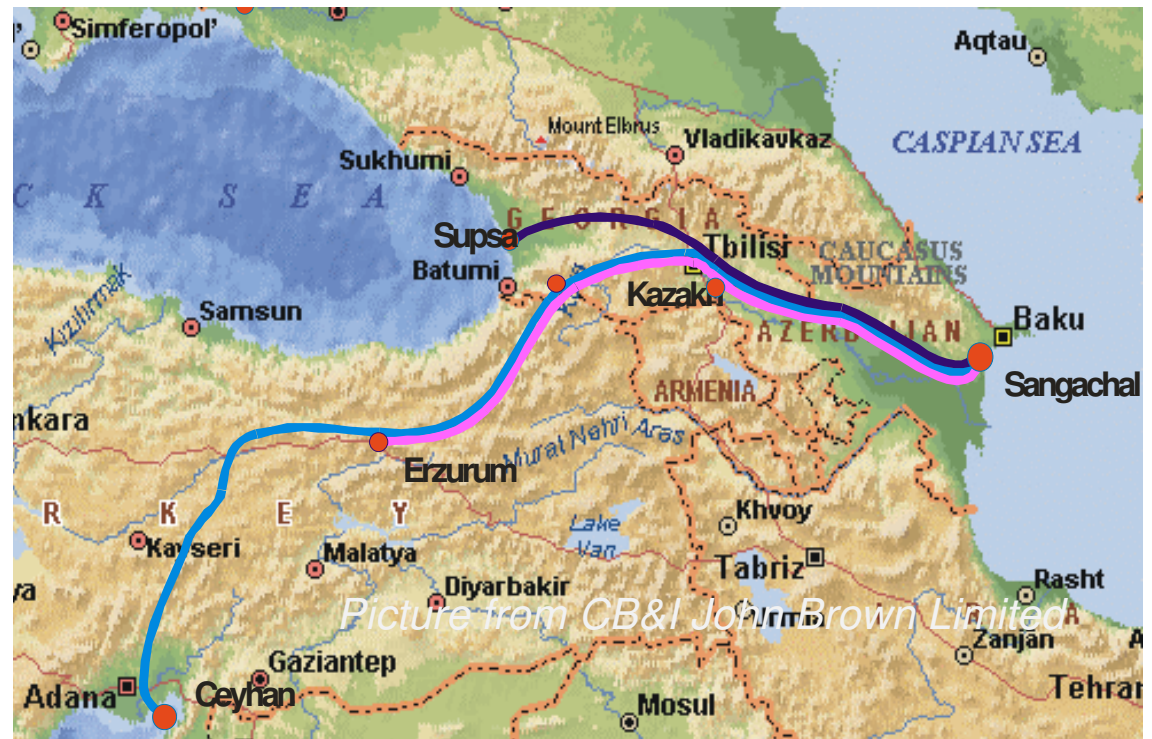 Simferopol'
Aqtau
Mount Elbrus
Vladikavkaz
CASPIAN SEA
Sukhumi
C K S E A
GEORGIA
Supsa
Tbilisi
CAUCASUS
MOUNTAINS
Batumi
Kazakh
Kizilirmak
Samsun
Baku
AZERBAIJAN
Sangachal
ARMENIA
nkara
Murat Nehri
Aras
Erzurum
R K E Y
Khvoy
Lake
Van
Kayseri
Malatya
Tabriz
Diyarbakir
Rasht
ya
Picture from CB&I John Brown Limited
Urmia
A
Zanjan
A
Gaziantep
Adana
Ceyhan
Tehran
Mosul